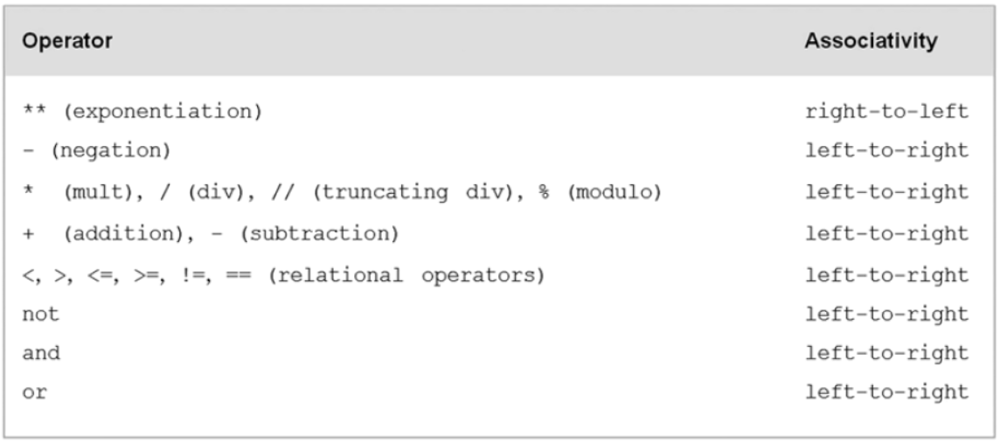 Operator Associativity
** (exponentiation) right-to-left
- (negation) left-to-right
* (mult), / (div), // (truncating div), % (modulo) left-to-right
+ (addition), - (subtraction) left-to-right
<, >, <=, >=, !=, == (relational operators) left-to-right
not left-to-right
and left-to-right
or left-to-right